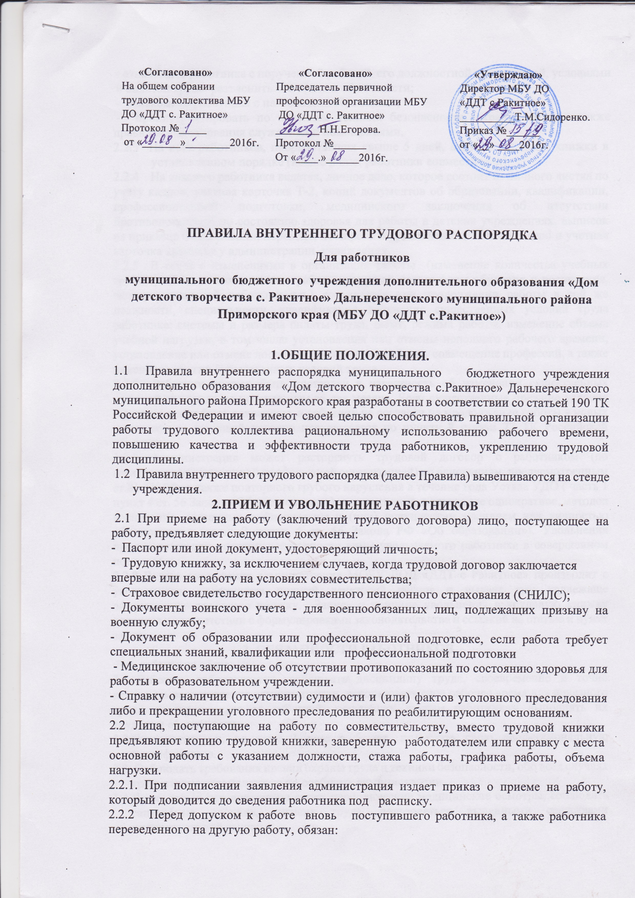 «Согласовано»
На общем собрании
трудового коллектива МБУ
ДО «ДДТ с. Ракитное»
Протокол № 1
от «29.08 » 2016г.
«Согласовано»
Председатель первичной
профсоюзной организации МБУ
ДО «ДДТ с. Ракитное»
Н.Н.Егорова.
Протокол №
От «29. .» 08 2016г.
«Утверждаю»
Директор МБУ ДО
«ДДТ с.Ракитное»
Т.М.Сидоренко.
Приказ №
от «29» 08 2016г.
ПРАВИЛА ВНУТРЕННЕГО ТРУДОВОГО РАСПОРЯДКА
Для работников
муниципального бюджетного учреждения дополнительного образования «Дом
детского творчества с. Ракитное» Дальнереченского муниципального района
Приморского края (МБУ ДО «ДДТ с.Ракитное»)
1.ОБЩИЕ ПОЛОЖЕНИЯ.
1.1 Правила внутреннего распорядка муниципального бюджетного учреждения
дополнительно образования «Дом детского творчества с.Ракитное» Дальнереченского
муниципального района Приморского края разработаны в соответствии со статьей 190 ТК
Российской Федерации и имеют своей целью способствовать правильной организации
работы трудового коллектива рациональному использованию рабочего времени,
повышению качества и эффективности труда работников, укреплению трудовой
дисциплины.
1.2 Правила внутреннего трудового распорядка (далее Правила) вывешиваются на стенде
учреждения.
2.ПРИЕМ И УВОЛЬНЕНИЕ РАБОТНИКОВ
2.1 При приеме на работу (заключений трудового договора) лицо, поступающее на
работу, предъявляет следующие документы:
- Паспорт или иной документ, удостоверяющий личность;
- Трудовую книжку, за исключением случаев, когда трудовой договор заключается
впервые или на работу на условиях совместительства;
- Страховое свидетельство государственного пенсионного страхования (СНИЛС);
- Документы воинского учета - для военнообязанных лиц, подлежащих призыву на
военную службу;
- Документ об образовании или профессиональной подготовке, если работа требует
специальных знаний, квалификации или профессиональной подготовки
- Медицинское заключение об отсутствии противопоказаний по состоянию здоровья для
работы в образовательном учреждении.
- Справку о наличии (отсутствии) судимости и (или) фактов уголовного преследования
либо и прекращении уголовного преследования по реабилитирующим основаниям.
2.2 Лица, поступающие на работу по совместительству, вместо трудовой книжки
предъявляют копию трудовой книжки, заверенную работодателем или справку с места
основной работы с указанием должности, стажа работы, графика работы, объема
нагрузки.
2.2.1. При подписании заявления администрация издает приказ о приеме на работу,
который доводится до сведения работника под расписку.
2.2.2 Перед допуском к работе вновь поступившего работника, а также работника
переведенного на другую работу, обязан: